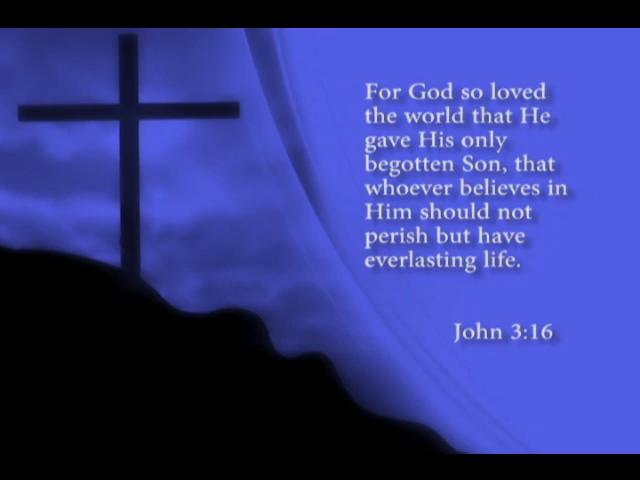 For God so loved
the world that He
gave His only
begotten Son, that
whoever believes in
Him should not
perish but have
everlasting life.
John 3:16